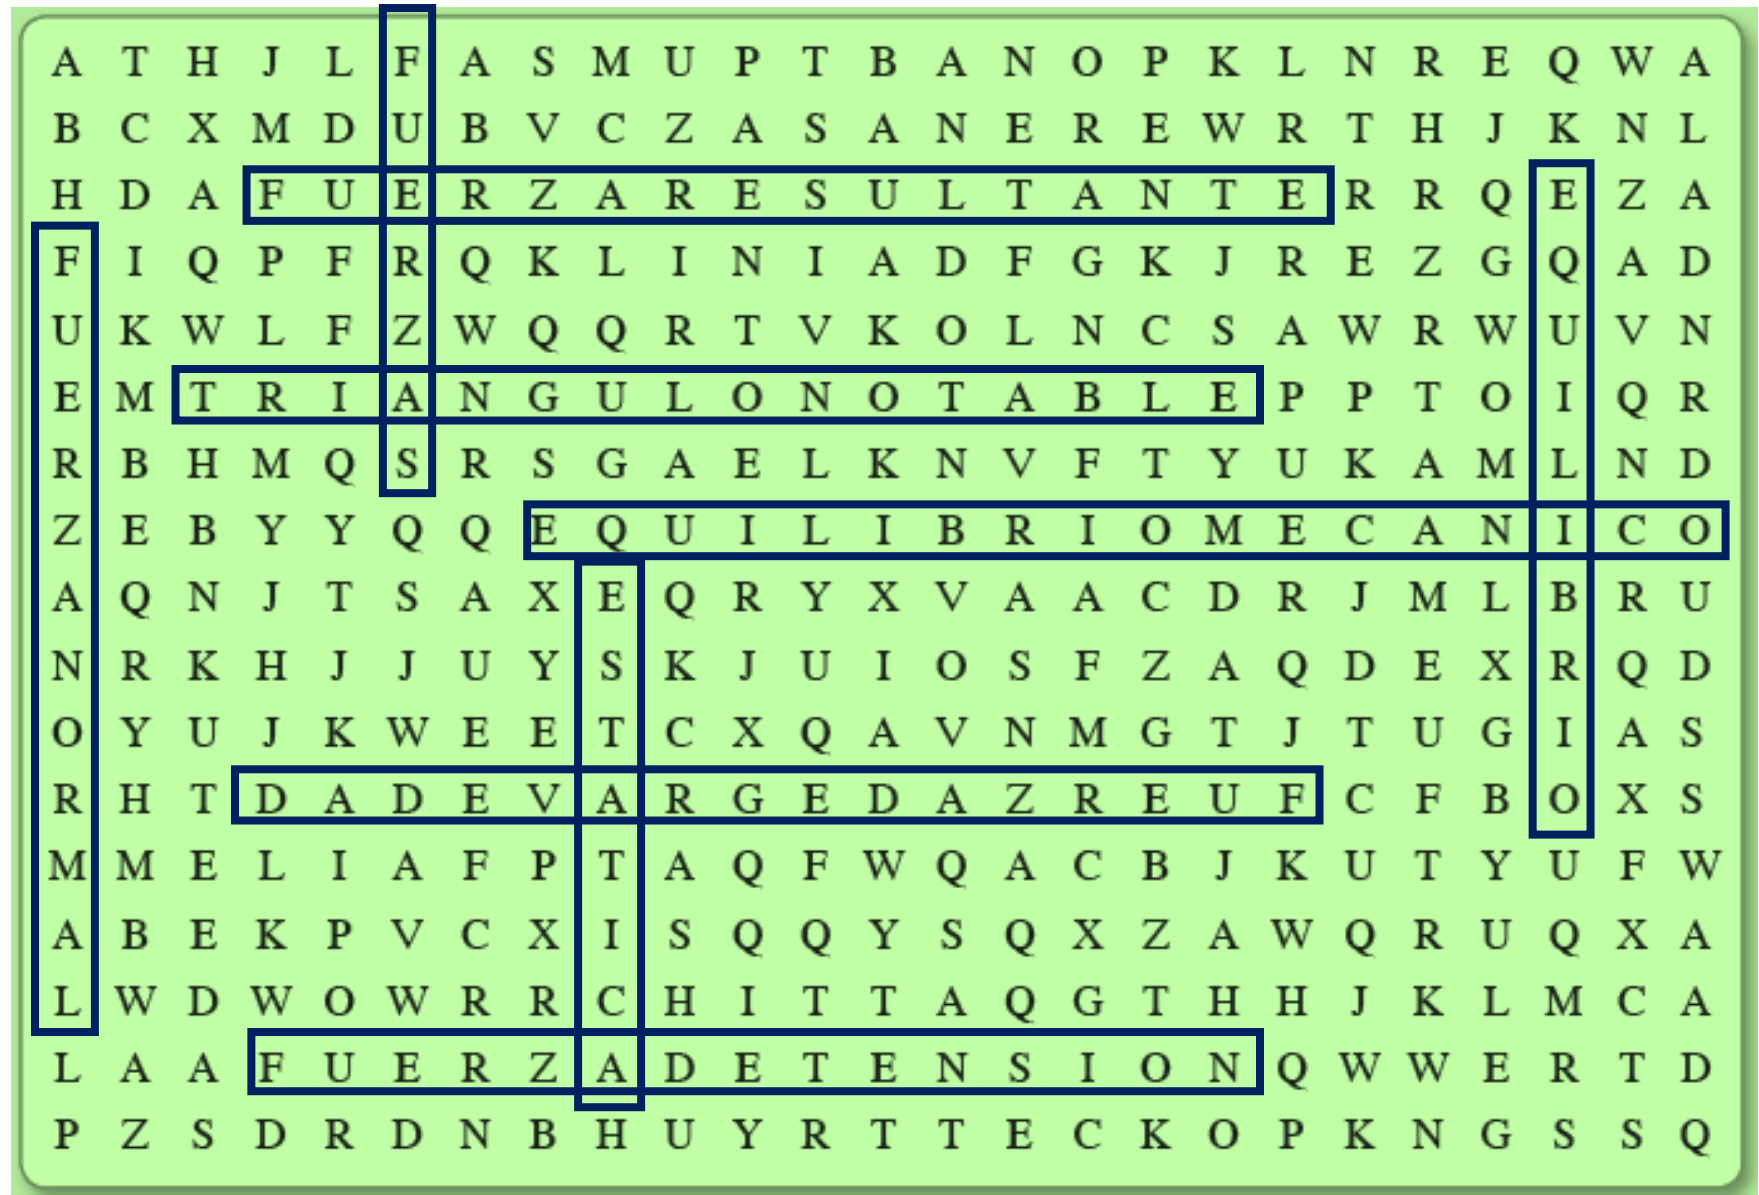 A T H J L F A S M U P T B A N O P K L N R E Q W A
B C X M D U B V C Z A S A N E R E W R T H J K N L
H D A F U E R Z A R E S U L T A N T E R R Q E Z A
F I Q P F R Q K L I N I A D F G K J R E Z G Q A D
U K W L F Z W Q Q R T V K O L N C S A W R W U V N
E M T R I A N G U L O N O T A B L E P P T O I Q R
R B H M Q S R S G A E L K N V F T Y U K A M L N D
Z E B Y Y Q Q E Q U I L I B R I O M E C A N I C O
A Q N J T S A X E Q R Y X V A A C D R J M L B R U
N R K H J J U Y S K J U I O S F Z A Q D E X R Q D
O Y U J K W E E T C X Q A V N M G T J T U G I A S
R H T D A D E V A R G E D A Z R E U F C F B O X S
M M E L I A F P T A Q F W Q A C B J K U T Y U F W
A B E K P V C X I S Q Q Y S Q X Z A W Q R U Q X A
L W D W O W R R C H I T T A Q G T H H J K L M C A
L A A F U E R Z A D E T E N S I O N Q W W E R T D
P Z S D R D N B H U Y R T T E C K O P K N G S S Q